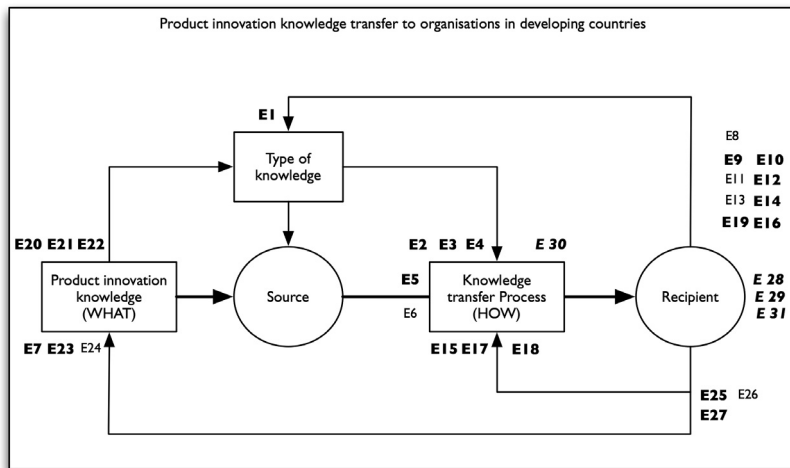 Product innovation knowledge transfer to organisations in developing countries
E1
Type of
knowledge
E8
E9 E10
E11 E12
E13 E14
E19 E16
E20 E21 E22
E2 E3 E4
E 30
Product innovation
knowledge
(WHAT)
Source
E5
E6
Knowledge
transfer Process
(HOW)
Recipient
E 28
E 29
E 31
E7 E23 E24
E15 E17 E18
E25 E26
E27